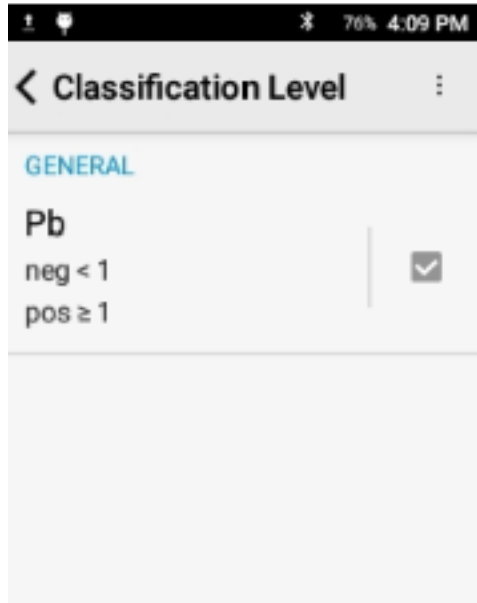 76% 4:09 PM
Classification Level
GENERAL
Pb
neg < 1
pos ≥ 1